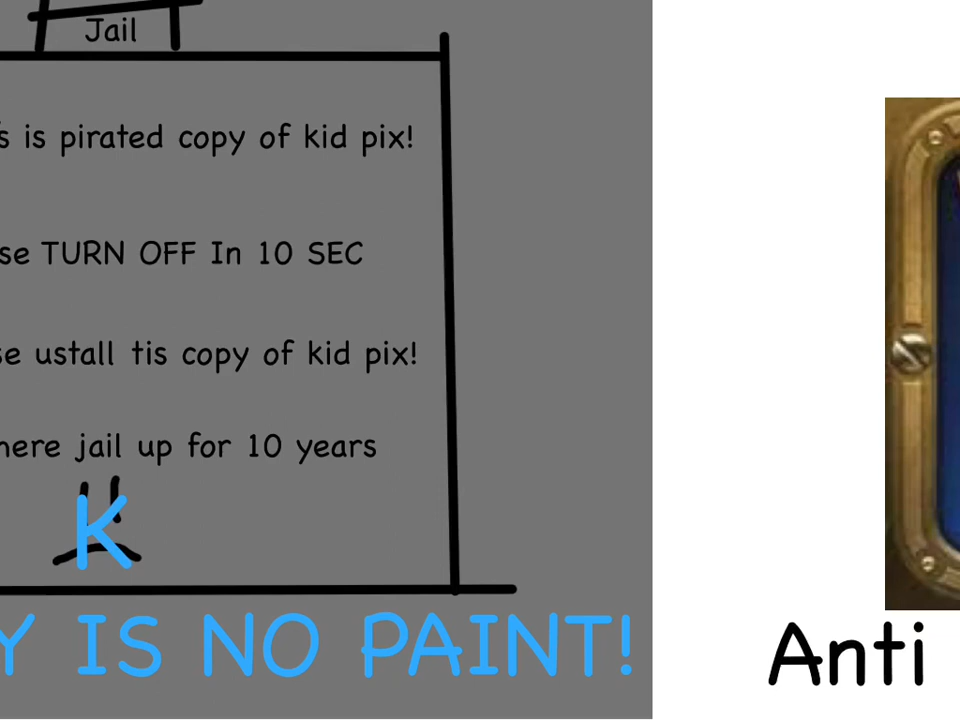 Jail
s is pirated copy of kid pix!
se TURN OFF In 10 SEC
se ustall tis copy of kid pix!
here jail up for 10 years
K
Y IS NO PAINT!
Anti